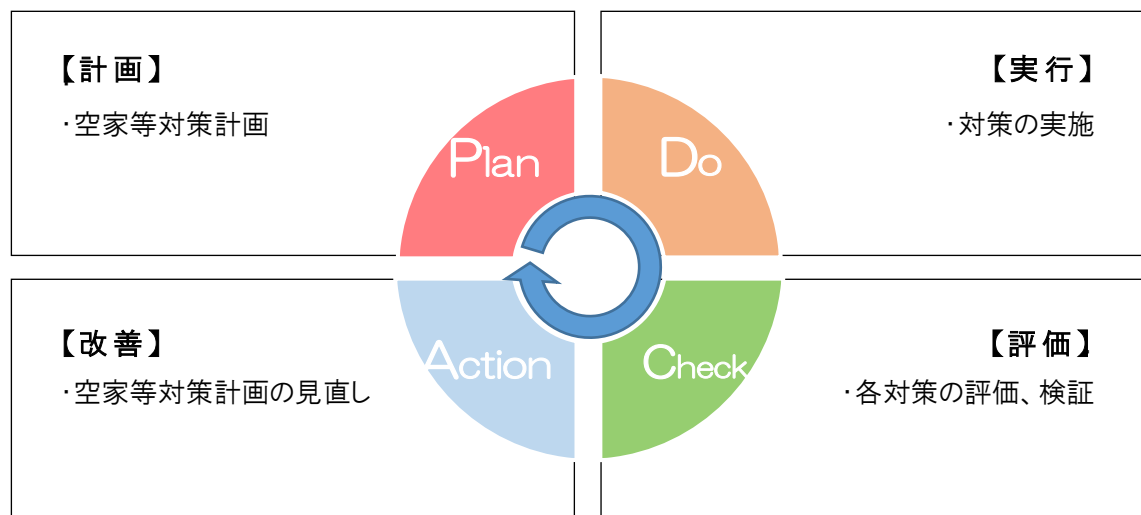 【計画】
・空家等対策計画
Plan
【実行】
・対策の実施
Do
【改善】
・空家等対策計画の見直し
Action
【評価】
・各対策の評価、検証
Check